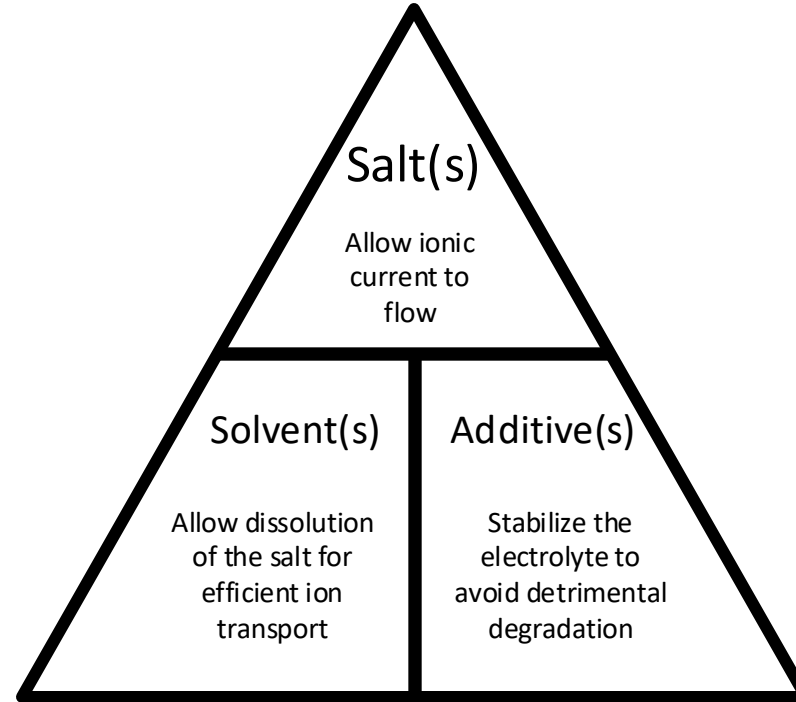 Salt(s)
Allow ionic
current to
flow
Solvent(s)
Allow dissolution
of the salt for
efficient ion
transport
Additive(s)
Stabilize the
electrolyte to
avoid detrimental
degradation